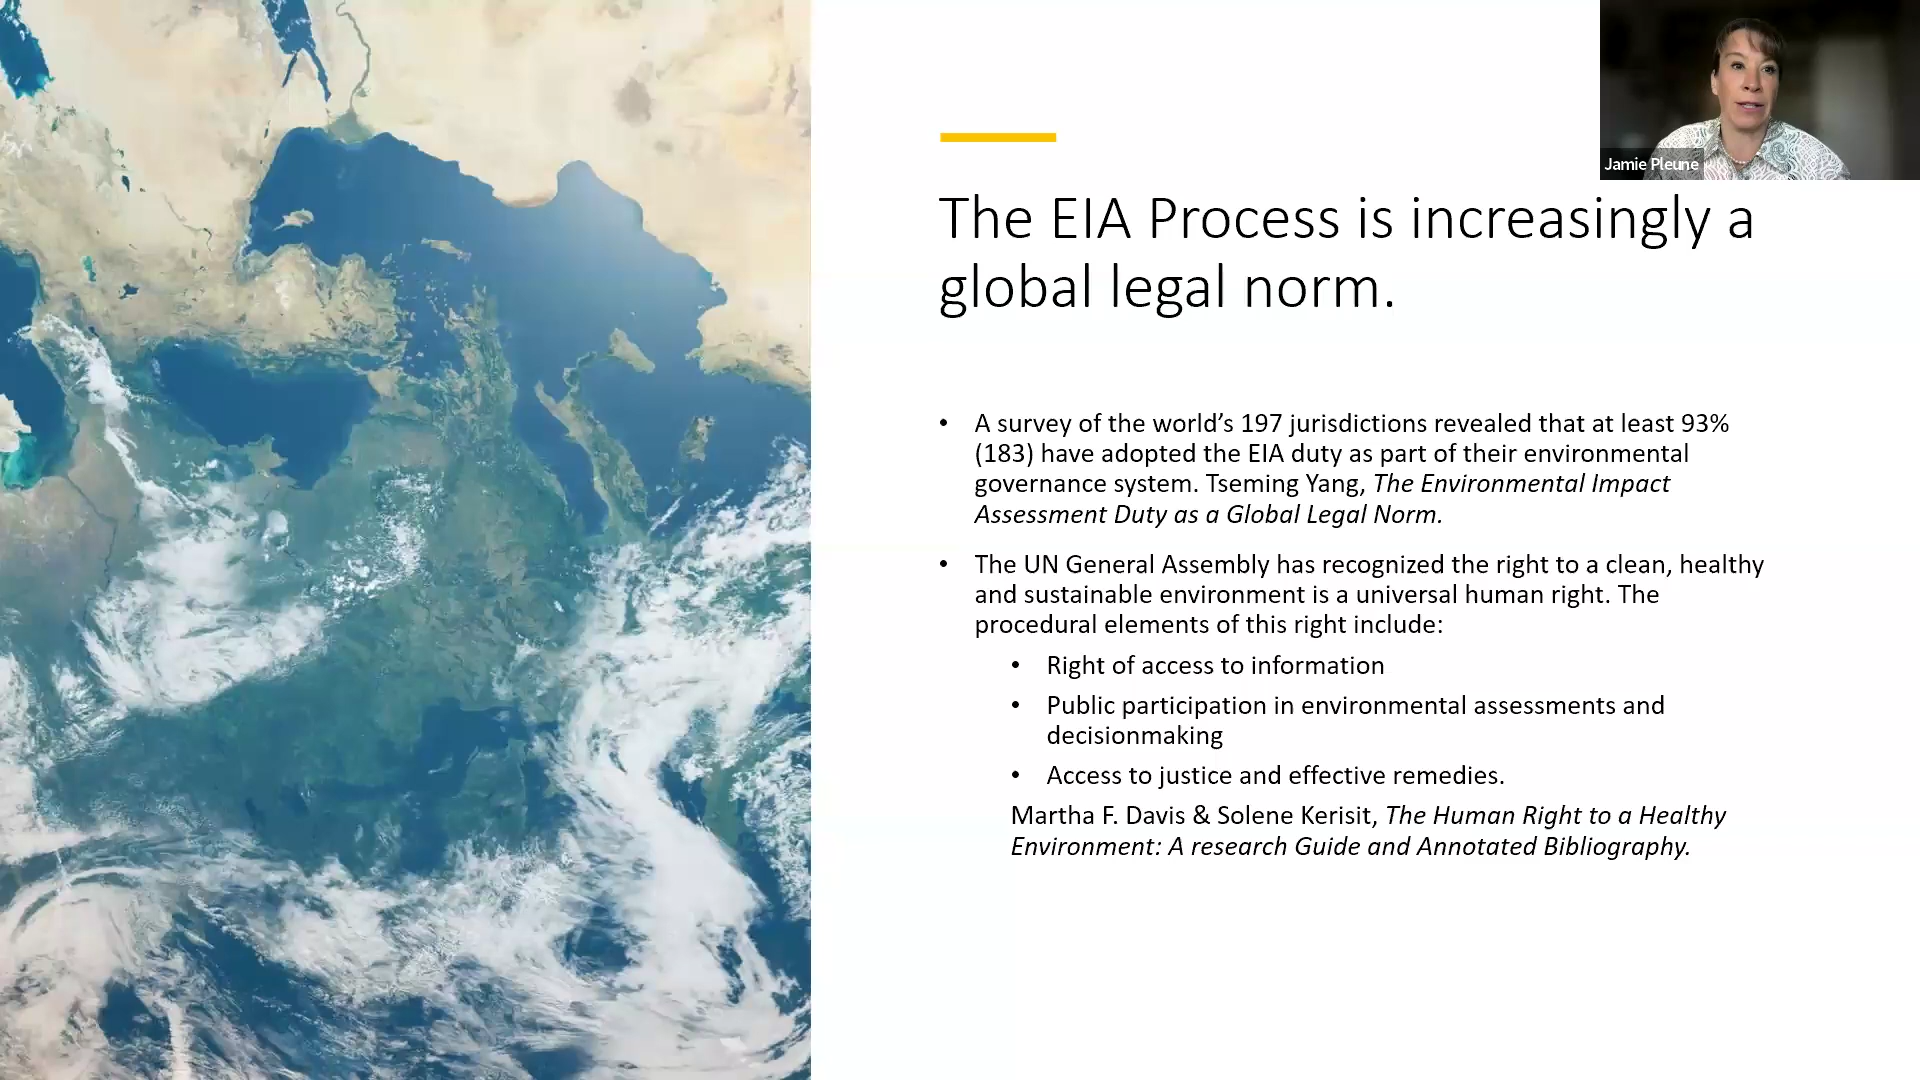 Jamie Pleune
The EIA Process is increasingly a
global legal norm.
• A survey of the world’s 197 jurisdictions revealed that at least 93%
(183) have adopted the EIA duty as part of their environmental
governance system. Tseming Yang, The Environmental Impact
Assessment Duty as a Global Legal Norm.
• The UN General Assembly has recognized the right to a clean, healthy
and sustainable environment is a universal human right. The
procedural elements of this right include:
• Right of access to information
• Public participation in environmental assessments and
decisionmaking
• Access to justice and effective remedies.
Martha F. Davis & Solene Kerisit, The Human Right to a Healthy
Environment: A research Guide and Annotated Bibliography.